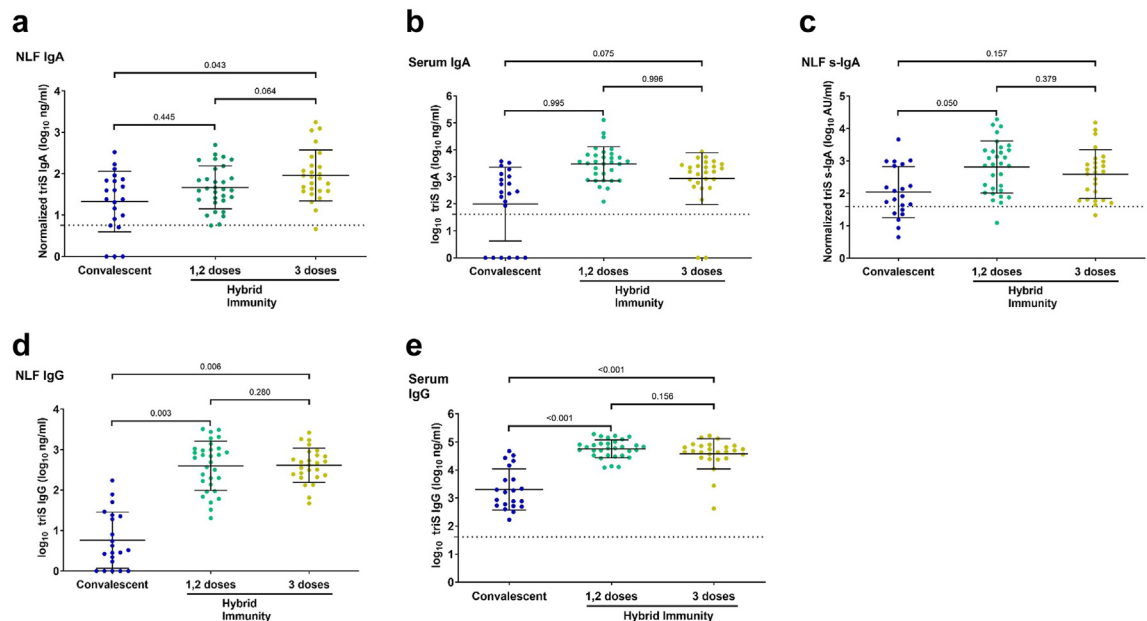 a
NLF IgA
0.043
0.064
0.445
Normalized triS IgA (log₁₀ ng/ml)
4
3
2
1
0
Convalescent
1,2 doses
3 doses
Hybrid
Immunity
b
Serum IgA
0.075
0.996
0.995
log₁₀ triS IgA (log₁₀ ng/ml)
6
5
4
3
2
1
0
Convalescent
1,2 doses
3 doses
Hybrid
Immunity
c
NLF s-IgA
0.157
0.379
0.050
Normalized triS s-IgA (log₁₀ AU/ml)
5
4
3
2
1
0
Convalescent
1,2 doses
3 doses
Hybrid
Immunity
d
NLF IgG
0.006
0.280
0.003
log₁₀ triS IgG (log₁₀ ng/ml)
4
3
2
1
0
Convalescent
1,2 doses
3 doses
Hybrid
Immunity
e
Serum
IgG
<0.001
0.156
<0.001
log₁₀ triS IgG (log₁₀ ng/ml)
6
5
4
3
2
1
0
Convalescent
1,2 doses
3 doses
Hybrid Immunity